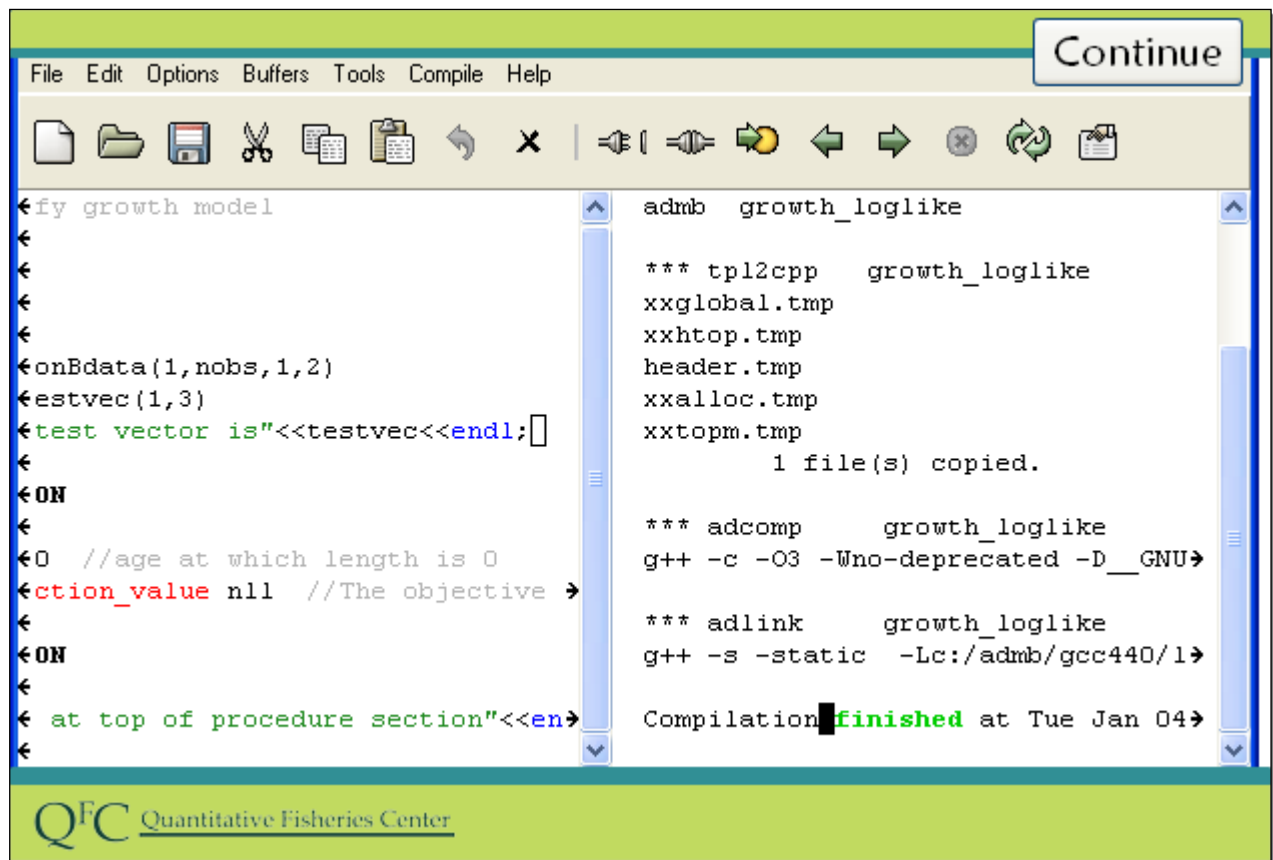 Continue
File Edit Options Buffers Tools Compile Help
fy growth model
onBdata(1,nobs,1,2)
estvec(1,3)
test vector is"<<testvec<<endl;
ON
0 //age at which length is 0
ction_value nll //The objective
ON
at top of procedure section"<<en
admb growth_loglike
*** tpl2cpp growth_loglike
xxglobal.tmp
xxhtop.tmp
header.tmp
xxalloc.tmp
xxtopm.tmp
1 file(s) copied.
*** adcomp growth_loglike
g++ -c -O3 -Wno-deprecated -D__GNU
*** adlink growth_loglike
g++ -s -static -Lc:/admb/gcc440/l
Compilation finished at Tue Jan 04
QFC Quantitative Fisheries Center